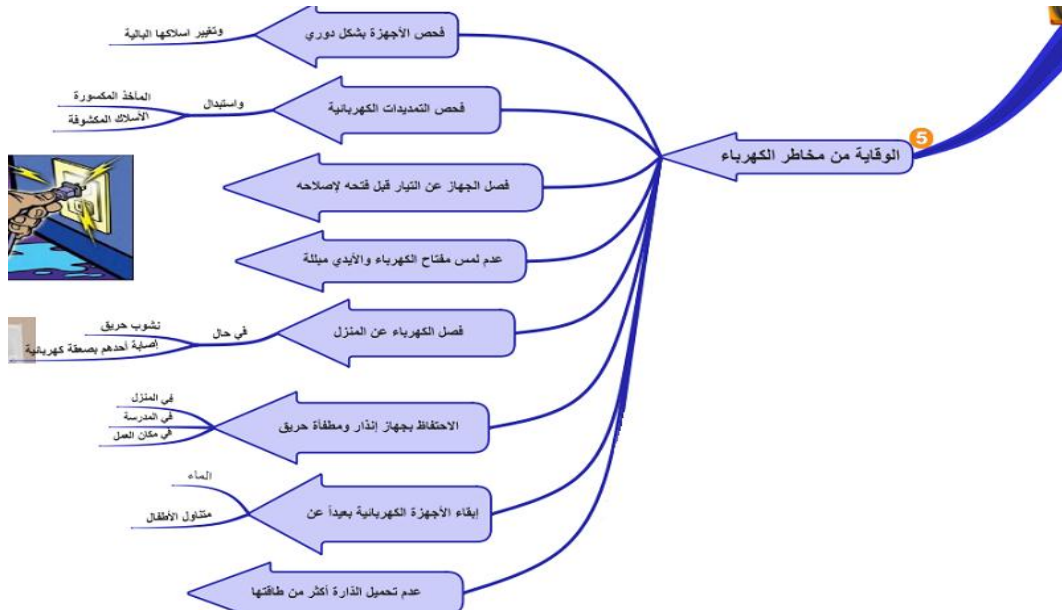 5
الوقاية من مخاطر الكهرباء
فحص الأجهزة بشكل دوري
وتغيير اسلاكها البالية
فحص التمديدات الكهربائية
واستبدال
المآخذ المكسورة
الأسلاك المكشوفة
فصل الجهاز عن التيار قبل فتحه لإصلاحه
عدم لمس مفتاح الكهرباء والأيدي مبللة
فصل الكهرباء عن المنزل
في حال
نشوب حريق
إصابة أحدهم بصعقة كهربائية
الاحتفاظ بجهاز إنذار ومطفأة حريق
في المنزل
في المدرسة
في مكان العمل
إبقاء الأجهزة الكهربائية بعيداً عن
الماء
متناول الأطفال
عدم تحميل الدارة أكثر من طاقتها